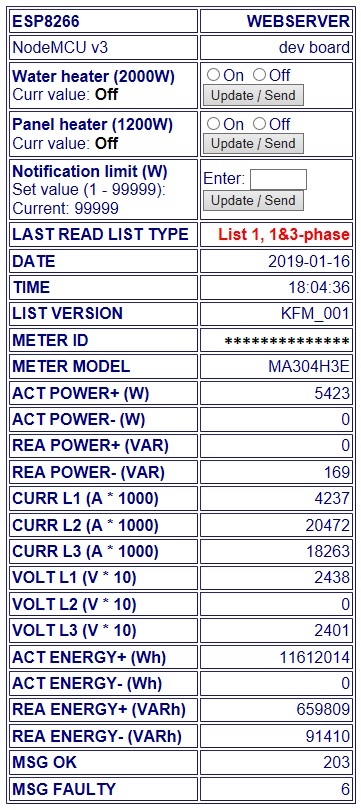 ESP8266 WEBSERVER
NodeMCU v3 dev board
Water heater (2000W) On Off
Curr value: Off Update / Send
Panel heater (1200W) On Off
Curr value: Off Update / Send
Notification limit (W)
Set value (1 - 99999): Enter:
Current: 99999 Update / Send
LAST READ LIST TYPE List 1, 1&3-phase
DATE 2019-01-16
TIME 18:04:36
LIST VERSION KFM_001
METER ID **************
METER MODEL MA304H3E
ACT POWER+ (W) 5423
ACT POWER- (W) 0
REA POWER+ (VAR) 0
REA POWER- (VAR) 169
CURR L1 (A * 1000) 4237
CURR L2 (A * 1000) 20472
CURR L3 (A * 1000) 18263
VOLT L1 (V * 10) 2438
VOLT L2 (V * 10) 0
VOLT L3 (V * 10) 2401
ACT ENERGY+ (Wh) 11612014
ACT ENERGY- (Wh) 0
REA ENERGY+ (VARh) 659809
REA ENERGY- (VARh) 91410
MSG OK 203
MSG FAULTY 6